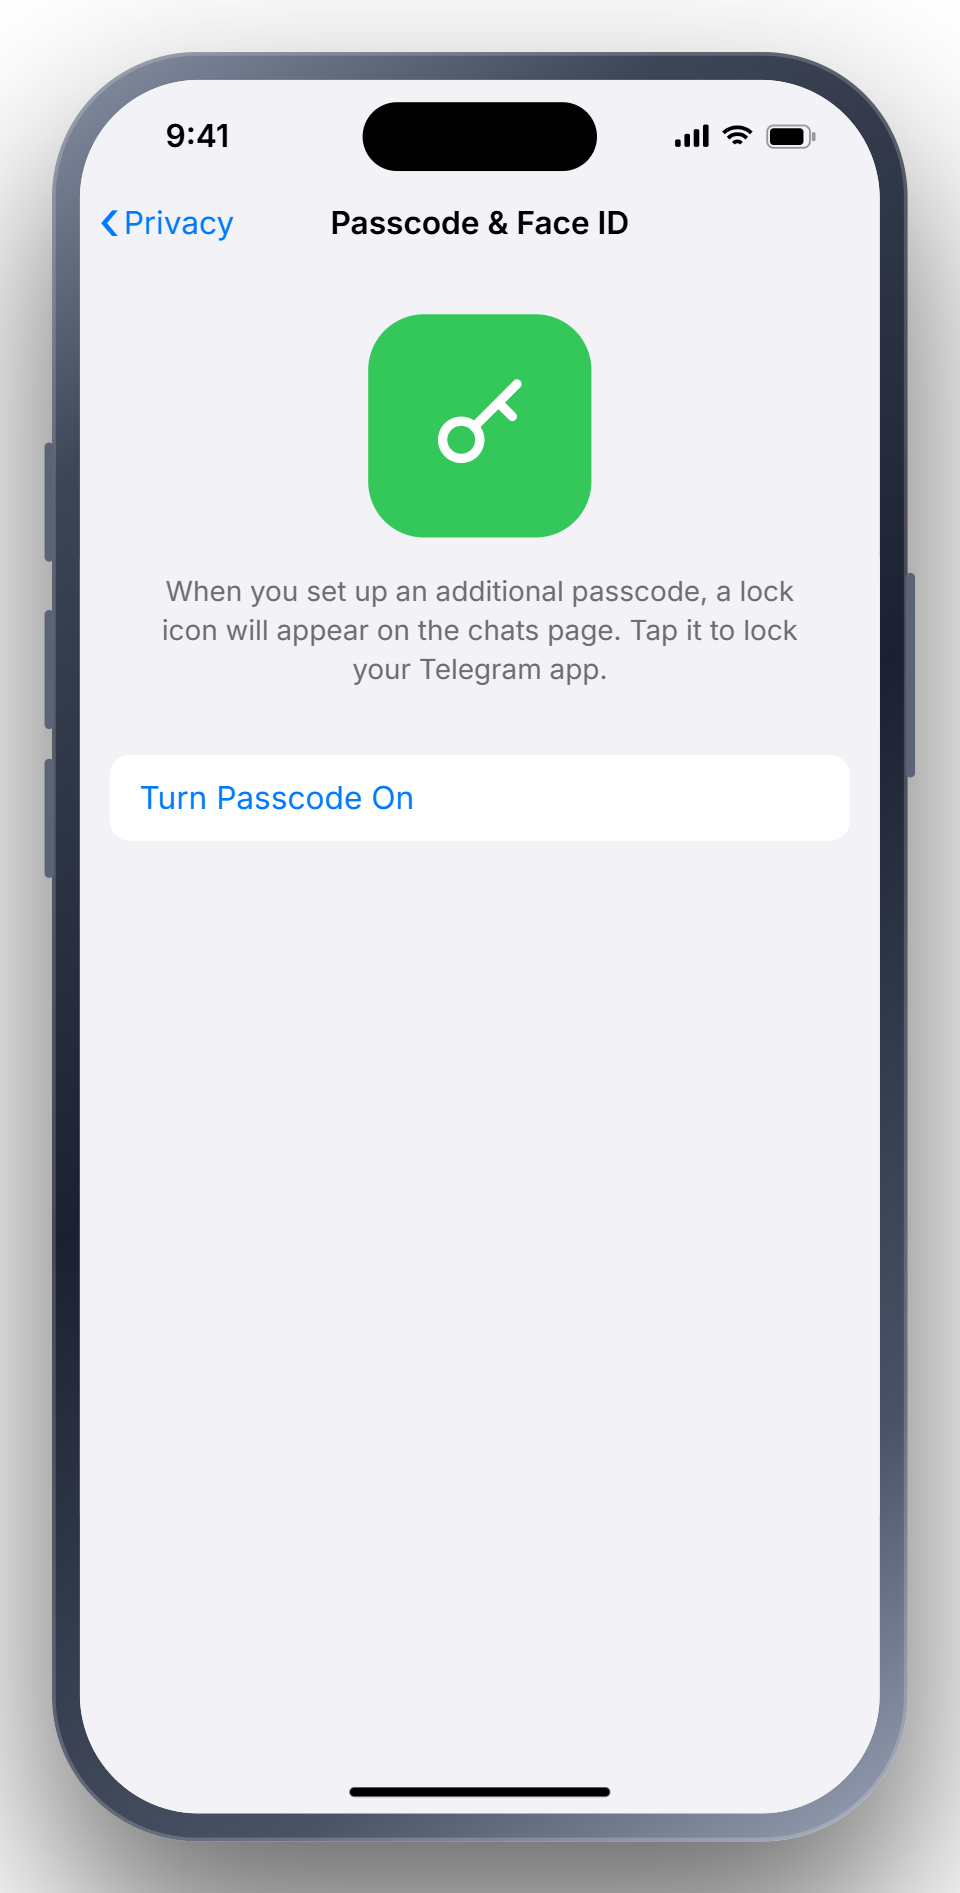 9:41
Privacy
Passcode & Face ID
When you set up an additional passcode, a lock
icon will appear on the chats page. Tap it to lock
your Telegram app.
Turn Passcode On